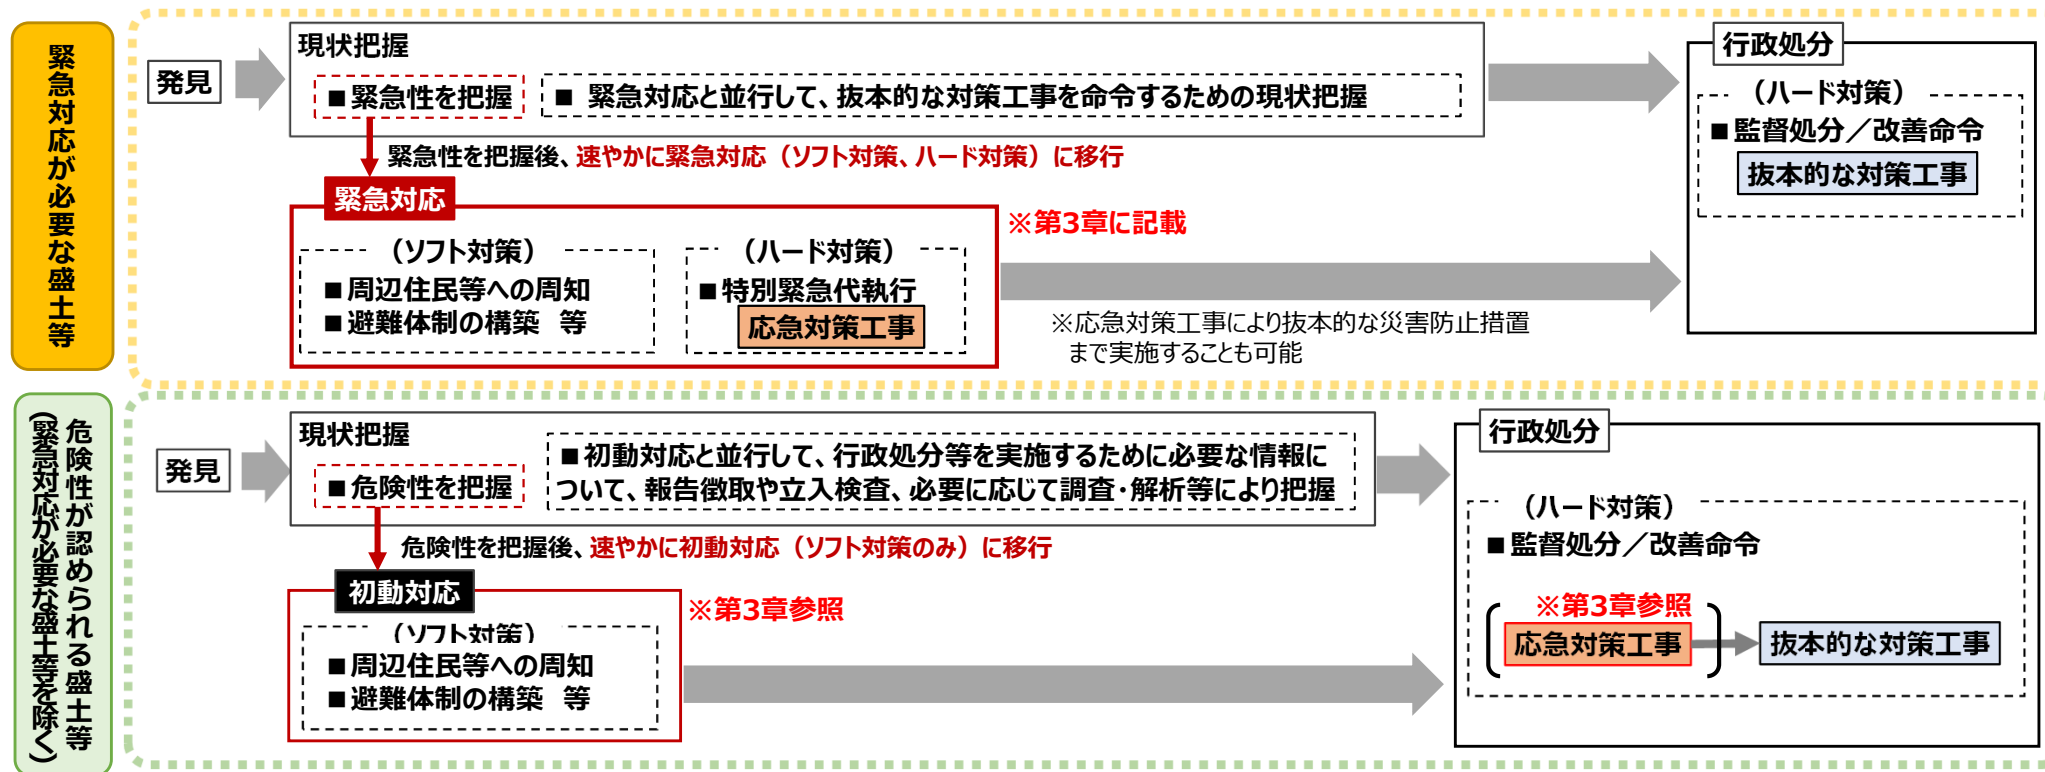 緊急対応が必要な盛土等
発見
現状把握
■緊急性を把握
■ 緊急対応と並行して、抜本的な対策工事を命令するための現状把握
緊急性を把握後、速やかに緊急対応（ソフト対策、ハード対策）に移行
緊急対応
（ソフト対策）
■周辺住民等への周知
■避難体制の構築 等
（ハード対策）
■特別緊急代執行
応急対策工事
※第3章に記載
※応急対策工事により抜本的な災害防止措置
まで実施することも可能
行政処分
（ハード対策）
■監督処分／改善命令
抜本的な対策工事
危険性が認められる盛土等
（緊急対応が必要な盛土等を除く）
発見
現状把握
■危険性を把握
■初動対応と並行して、行政処分等を実施するために必要な情報に
ついて、報告徴取や立入検査、必要に応じて調査・解析等により把握
危険性を把握後、速やかに初動対応（ソフト対策のみ）に移行
初動対応
（ソフト対策）
■周辺住民等への周知
■避難体制の構築 等
※第3章参照
行政処分
（ハード対策）
■監督処分／改善命令
※第3章参照
応急対策工事
抜本的な対策工事